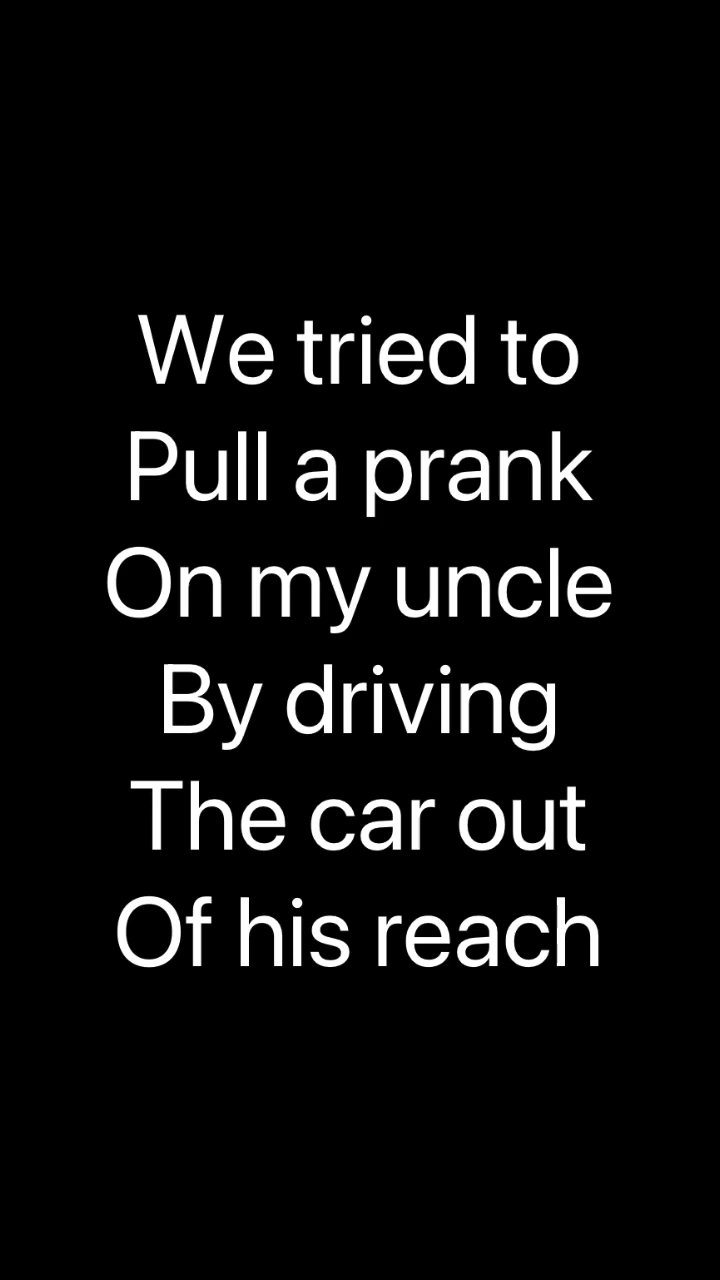 We tried to
Pull a prank
On my uncle
By driving
The car out
Of his reach